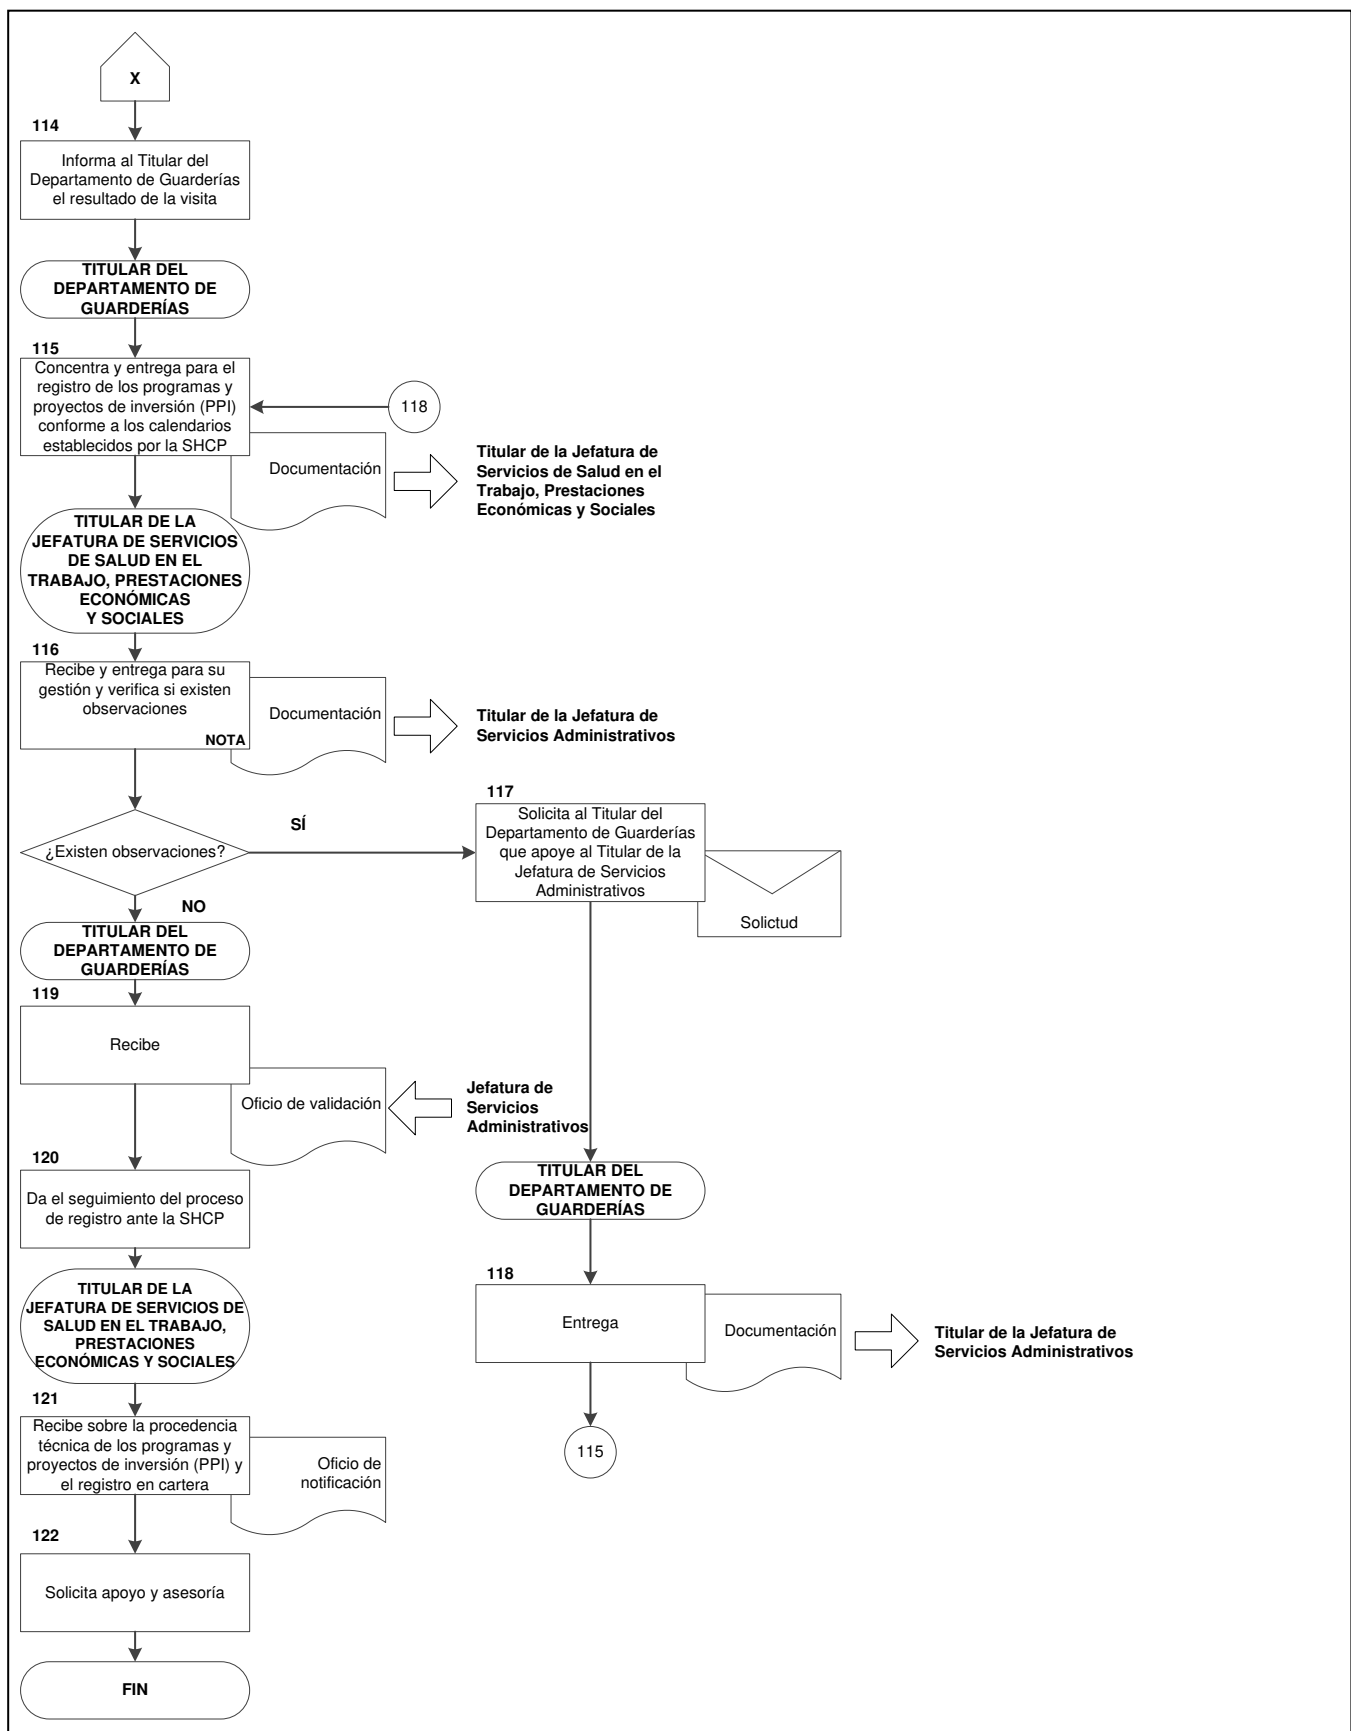 X
114
Informa al Titular del
Departamento de Guarderías
el resultado de la visita
TITULAR DEL
DEPARTAMENTO DE
GUARDERÍAS
115
Concentra y entrega para el
registro de los programas y
proyectos de inversión (PPI)
conforme a los calendarios
establecidos por la SHCP
118
Documentación
Titular de la Jefatura de
Servicios de Salud en el
Trabajo, Prestaciones
Económicas y Sociales
TITULAR DE LA
JEFATURA DE SERVICIOS
DE SALUD EN EL
TRABAJO, PRESTACIONES
ECONÓMICAS
Y SOCIALES
116
Recibe y entrega para su
gestión y verifica si existen
observaciones
NOTA
Documentación
Titular de la Jefatura de
Servicios Administrativos
¿Existen observaciones?
SÍ
NO
117
Solicita al Titular del
Departamento de Guarderías
que apoye al Titular de la
Jefatura de Servicios
Administrativos
Solictud
TITULAR DEL
DEPARTAMENTO DE
GUARDERÍAS
119
Recibe
Oficio de validación
Jefatura de
Servicios
Administrativos
120
Da el seguimiento del proceso
de registro ante la SHCP
TITULAR DEL
DEPARTAMENTO DE
GUARDERÍAS
118
Entrega
Documentación
Titular de la Jefatura de
Servicios Administrativos
115
TITULAR DE LA
JEFATURA DE SERVICIOS DE
SALUD EN EL TRABAJO,
PRESTACIONES
ECONÓMICAS Y SOCIALES
121
Recibe sobre la procedencia
técnica de los programas y
proyectos de inversión (PPI) y
el registro en cartera
Oficio de
notificación
122
Solicita apoyo y asesoría
FIN